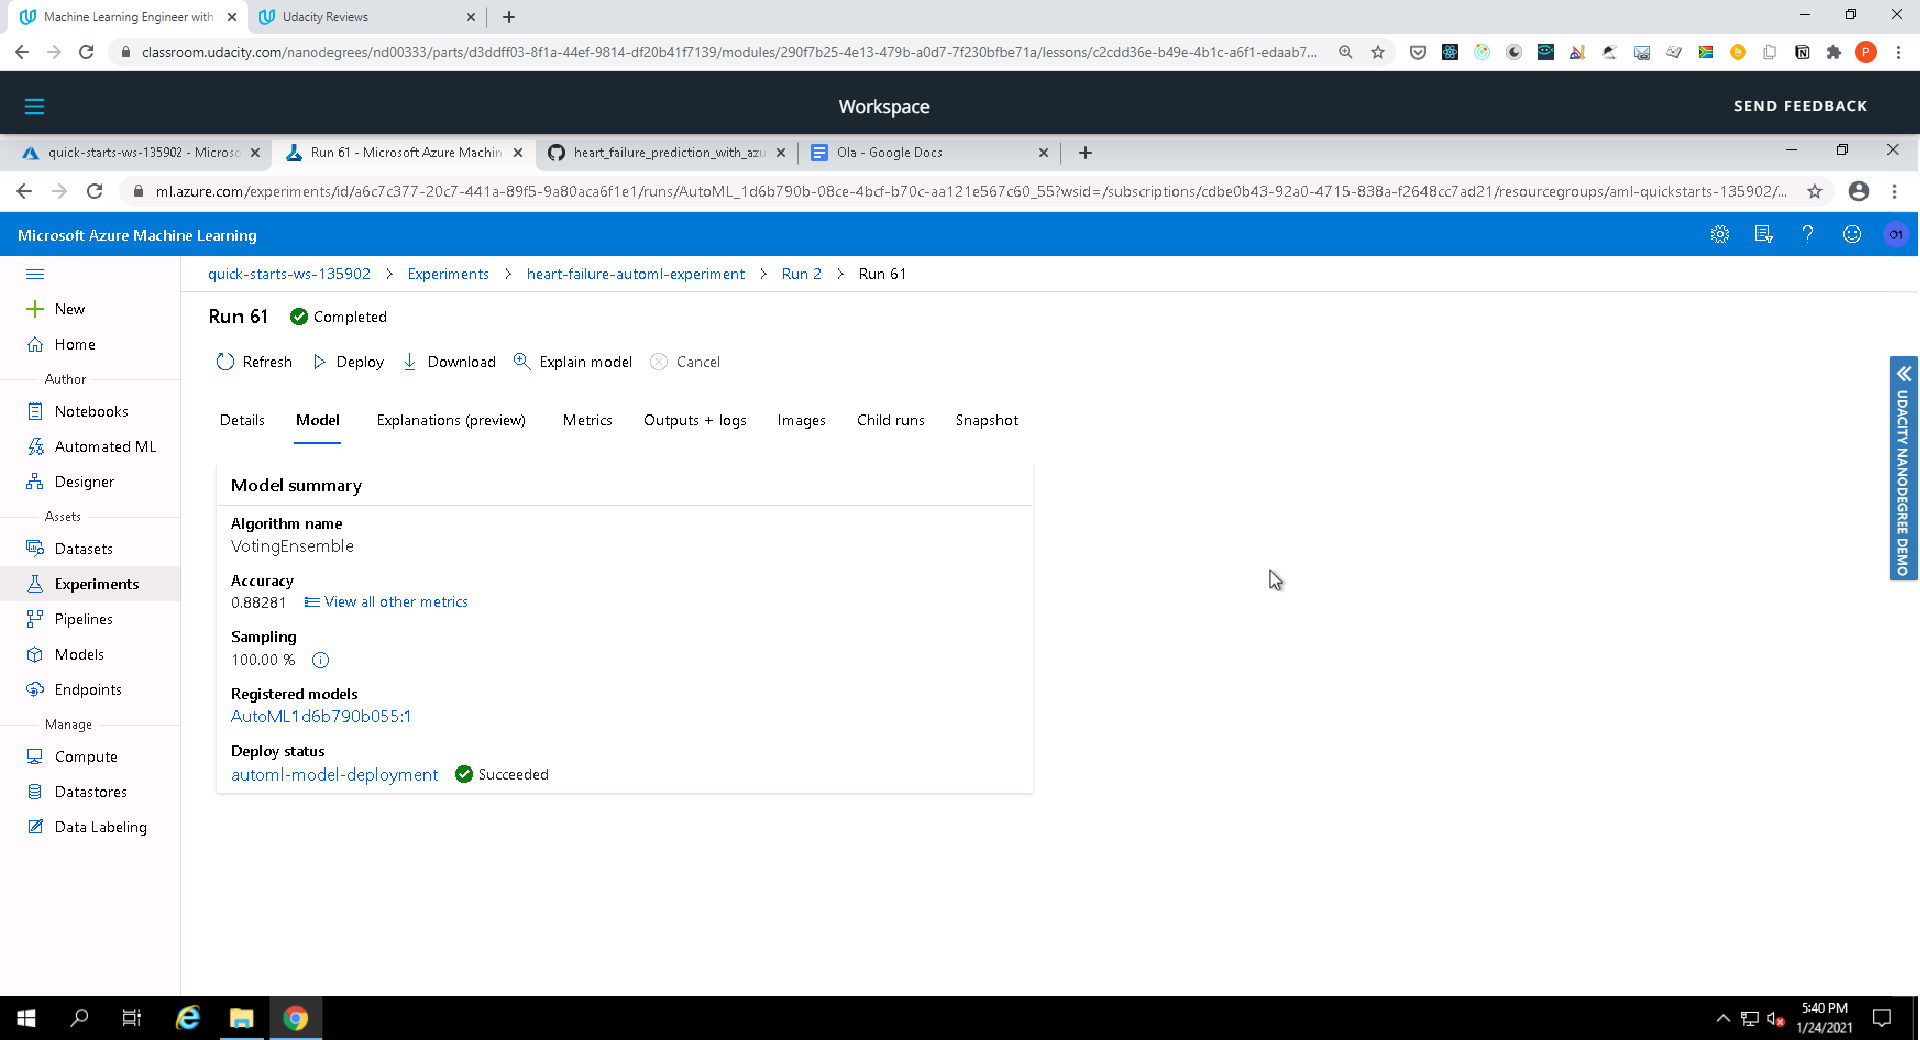 Machine Learning Engineer with
Udacity Reviews
classroom.udacity.com/nanodegrees/nd00333/parts/d3ddff03-8f1a-44ef-9814-df20b41f7139/modules/290f7b25-4e13-479b-a0d7-7f230bfbe71a/lessons/c2cdd36e-b49e-4b1c-a6f1-edaab7...
P
Workspace
SEND FEEDBACK
quick-starts-ws-135902 - Microso
Run 61 - Microsoft Azure Machin
heart_failure_prediction_with_azu
Ola - Google Docs
ml.azure.com/experiments/id/a6c7c377-20c7-441a-89f5-9a80aca6f1e1/runs/AutoML_1d6b790b-08ce-4bcf-b70c-aa121e567c60_55?wsid=/subscriptions/cdbe0b43-92a0-4715-838a-f2648cc7ad21/resourcegroups/aml-quickstarts-135902/...
Microsoft Azure Machine Learning
O1
quick-starts-ws-135902 > Experiments > heart-failure-automl-experiment > Run 2 > Run 61
New
Home
Author
Notebooks
Automated ML
Designer
Assets
Datasets
Experiments
Pipelines
Models
Endpoints
Manage
Compute
Datastores
Data Labeling
Run 61 Completed
Refresh Deploy Download Explain model Cancel
Details Model Explanations (preview) Metrics Outputs + logs Images Child runs Snapshot
Model summary
Algorithm name
VotingEnsemble
Accuracy
0.88281 View all other metrics
Sampling
100.00 %
Registered models
AutoML1d6b790b055:1
Deploy status
automl-model-deployment Succeeded
UDACITY NANODEGREE DEMO
5:40 PM
1/24/2021